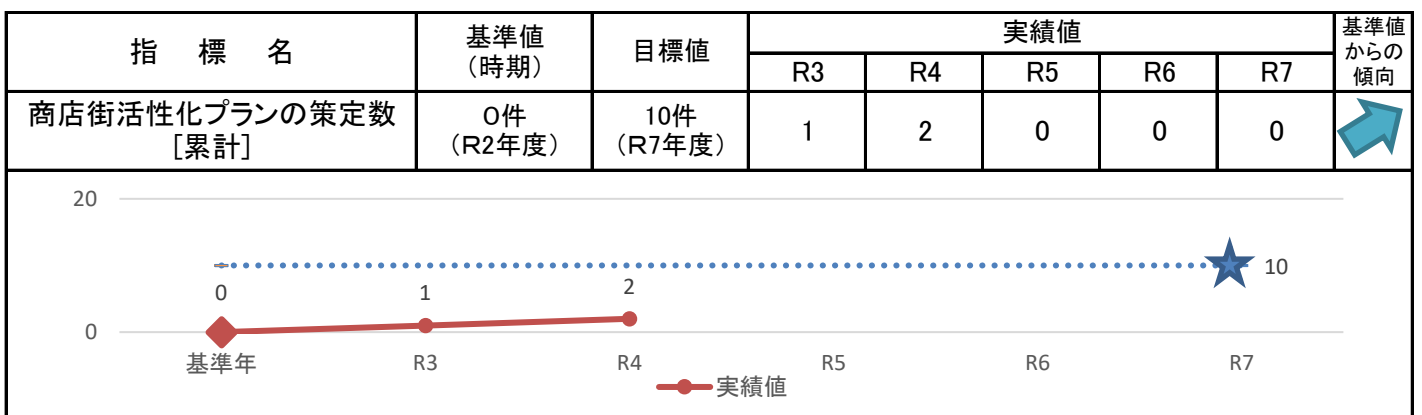 指　標　名
基準値
（時期）
目標値
実績値
基準値
からの
傾向
R3 R4 R5 R6 R7
商店街活性化プランの策定数
［累計］
0件
（R2年度）
10件
（R7年度）
1 2 0 0 0
20
10
0 1 2
0
基準年 R3 R4 R5 R6 R7
実績値